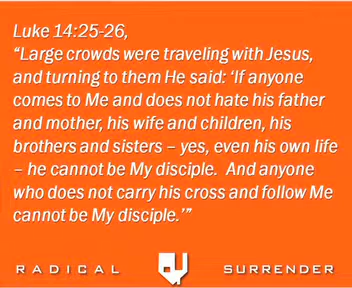 Luke 14:25-26,
“Large crowds were traveling with Jesus,
and turning to them He said: ‘If anyone
comes to Me and does not hate his father
and mother, his wife and children, his
brothers and sisters – yes, even his own life
– he cannot be My disciple.  And anyone
who does not carry his cross and follow Me
cannot be My disciple.’”
RADICAL SURRENDER